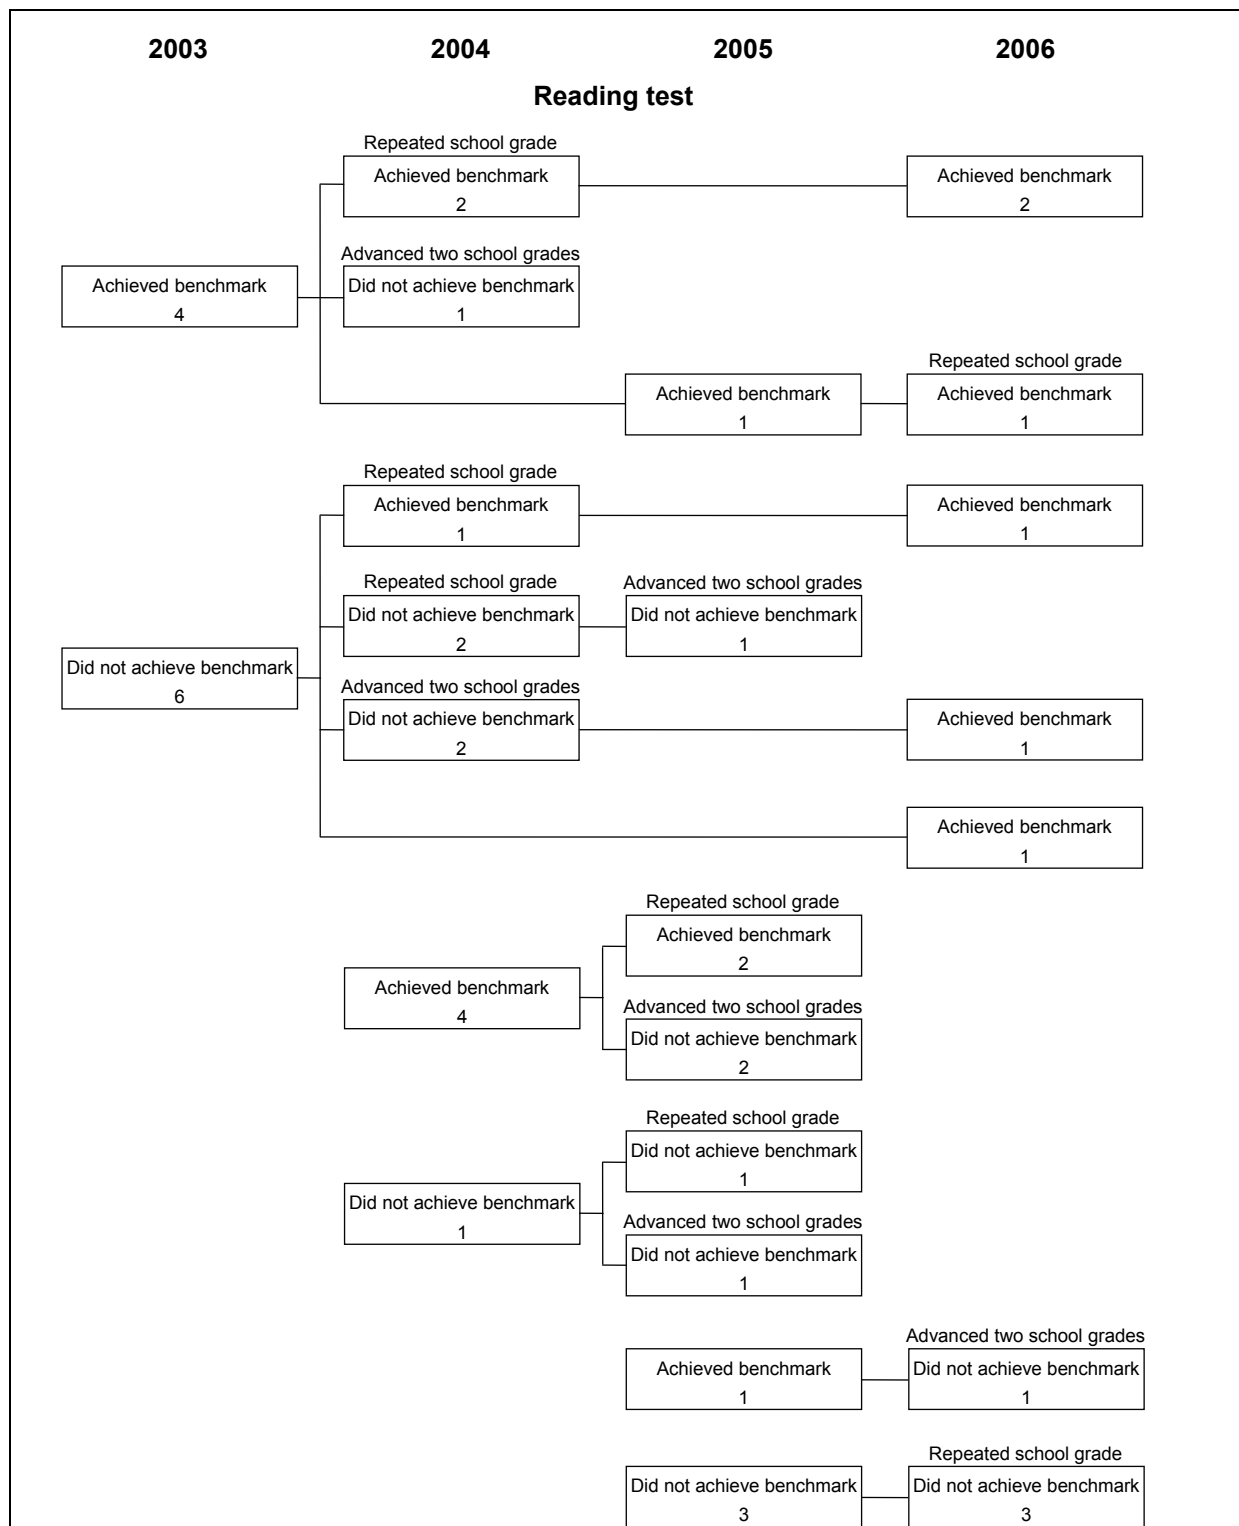 2003 2004 2005 2006
Reading test
Repeated school grade
Achieved benchmark
2
Achieved benchmark
2
Advanced two school grades
Achieved benchmark
4
Did not achieve benchmark
1
Repeated school grade
Achieved benchmark
1
Achieved benchmark
1
Repeated school grade
Achieved benchmark
1
Achieved benchmark
1
Repeated school grade
Advanced two school grades
Did not achieve benchmark
2
Did not achieve benchmark
1
Did not achieve benchmark
6
Advanced two school grades
Did not achieve benchmark
2
Achieved benchmark
1
Achieved benchmark
1
Repeated school grade
Achieved benchmark
2
Achieved benchmark
4
Advanced two school grades
Did not achieve benchmark
2
Repeated school grade
Did not achieve benchmark
1
Did not achieve benchmark
1
Advanced two school grades
Did not achieve benchmark
1
Advanced two school grades
Achieved benchmark
1
Did not achieve benchmark
1
Repeated school grade
Did not achieve benchmark
3
Did not achieve benchmark
3